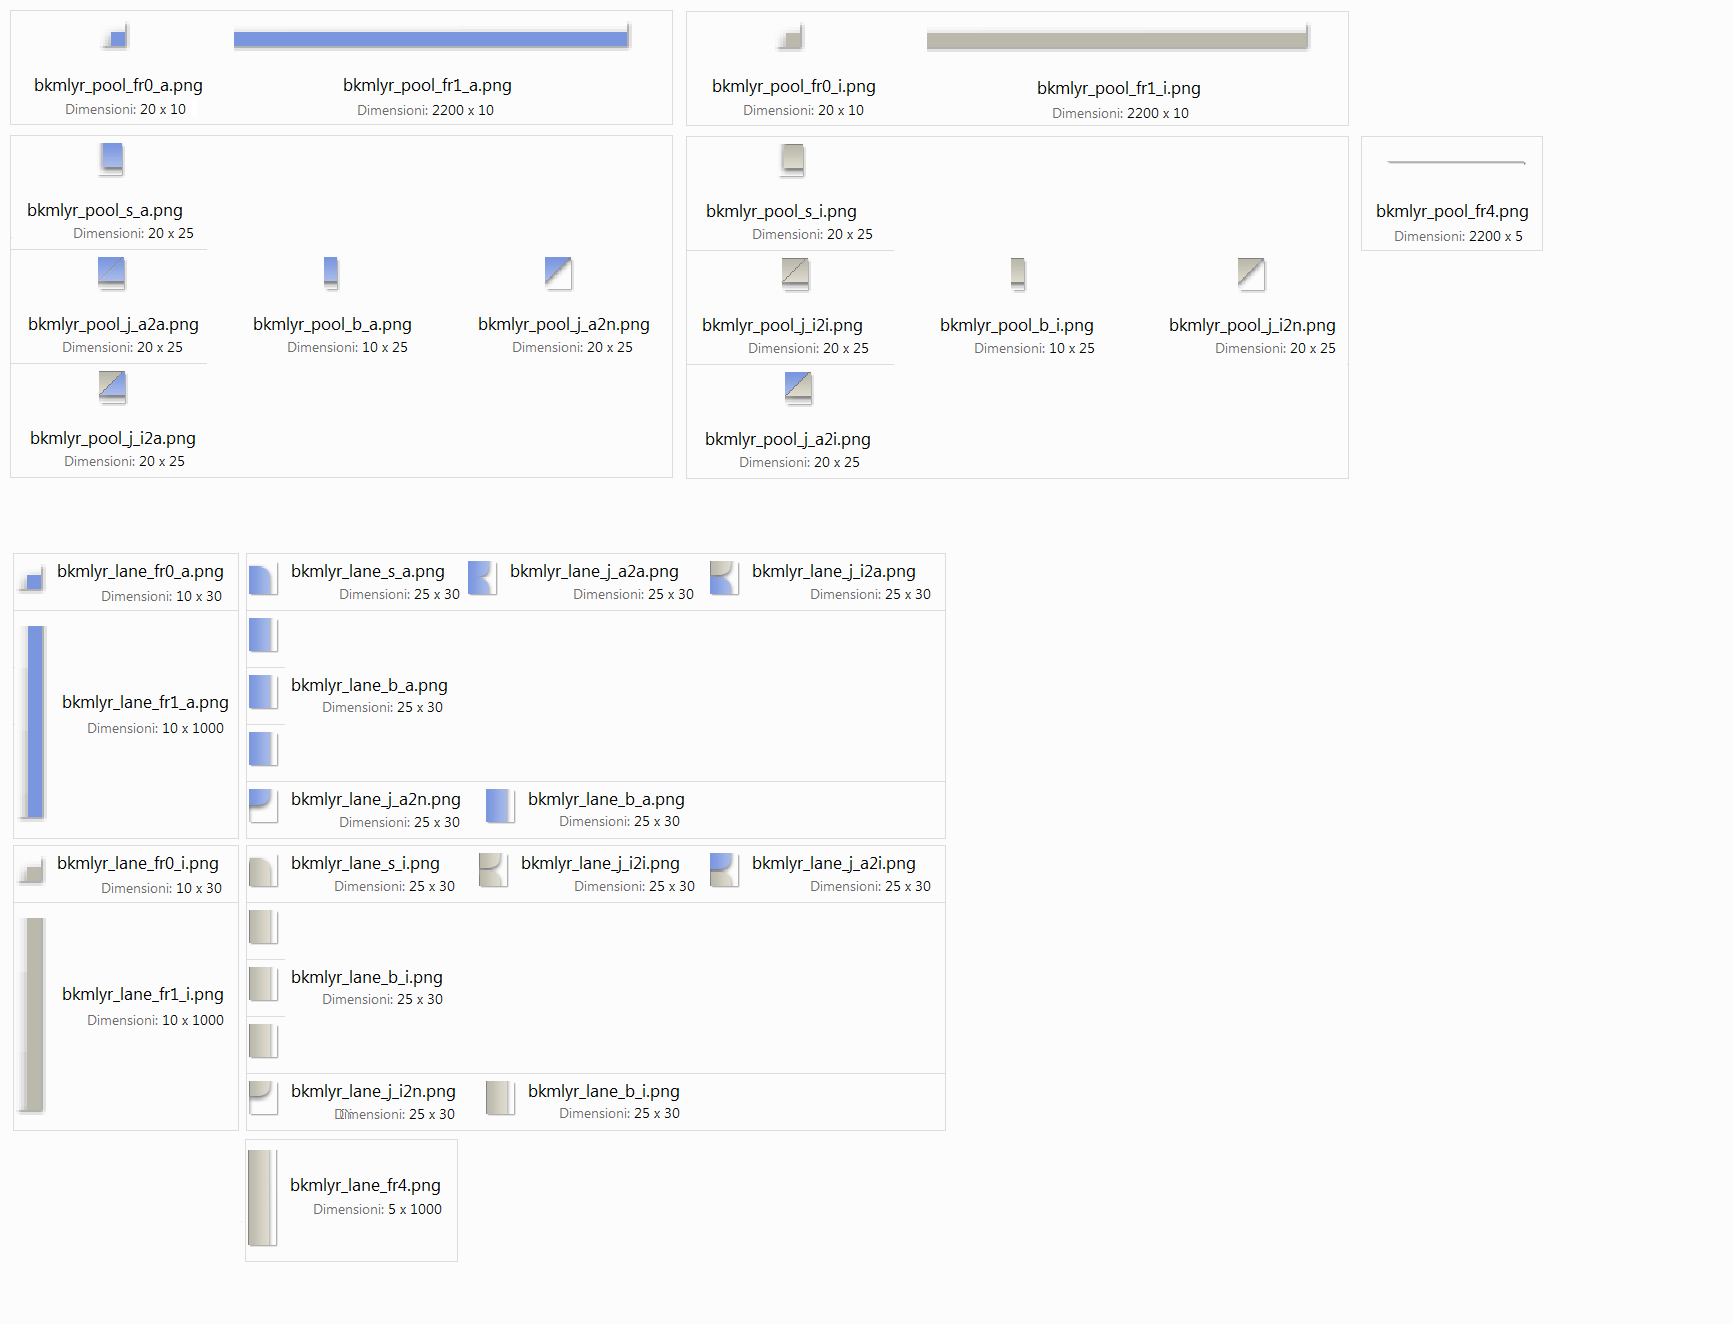 bkmlyr_pool_fr0_a.png
Dimensioni: 20 x 10
bkmlyr_pool_fr1_a.png
Dimensioni: 2200 x 10
bkmlyr_pool_fr0_i.png
Dimensioni: 20 x 10
bkmlyr_pool_fr1_i.png
Dimensioni: 2200 x 10
bkmlyr_pool_s_a.png
Dimensioni: 20 x 25
bkmlyr_pool_j_a2a.png
Dimensioni: 20 x 25
bkmlyr_pool_b_a.png
Dimensioni: 10 x 25
bkmlyr_pool_j_a2n.png
Dimensioni: 20 x 25
bkmlyr_pool_j_i2a.png
Dimensioni: 20 x 25
bkmlyr_pool_s_i.png
Dimensioni: 20 x 25
bkmlyr_pool_j_i2i.png
Dimensioni: 20 x 25
bkmlyr_pool_b_i.png
Dimensioni: 10 x 25
bkmlyr_pool_j_i2n.png
Dimensioni: 20 x 25
bkmlyr_pool_j_a2i.png
Dimensioni: 20 x 25
bkmlyr_pool_fr4.png
Dimensioni: 2200 x 5
bkmlyr_lane_fr0_a.png
Dimensioni: 10 x 30
bkmlyr_lane_fr1_a.png
Dimensioni: 10 x 1000
bkmlyr_lane_s_a.png
Dimensioni: 25 x 30
bkmlyr_lane_j_a2a.png
Dimensioni: 25 x 30
bkmlyr_lane_j_i2a.png
Dimensioni: 25 x 30
bkmlyr_lane_b_a.png
Dimensioni: 25 x 30
bkmlyr_lane_j_a2n.png
Dimensioni: 25 x 30
bkmlyr_lane_b_a.png
Dimensioni: 25 x 30
bkmlyr_lane_fr0_i.png
Dimensioni: 10 x 30
bkmlyr_lane_fr1_i.png
Dimensioni: 10 x 1000
bkmlyr_lane_s_i.png
Dimensioni: 25 x 30
bkmlyr_lane_j_i2i.png
Dimensioni: 25 x 30
bkmlyr_lane_j_a2i.png
Dimensioni: 25 x 30
bkmlyr_lane_b_i.png
Dimensioni: 25 x 30
bkmlyr_lane_j_i2n.png
Dimensioni: 25 x 30
bkmlyr_lane_b_i.png
Dimensioni: 25 x 30
bkmlyr_lane_fr4.png
Dimensioni: 5 x 1000